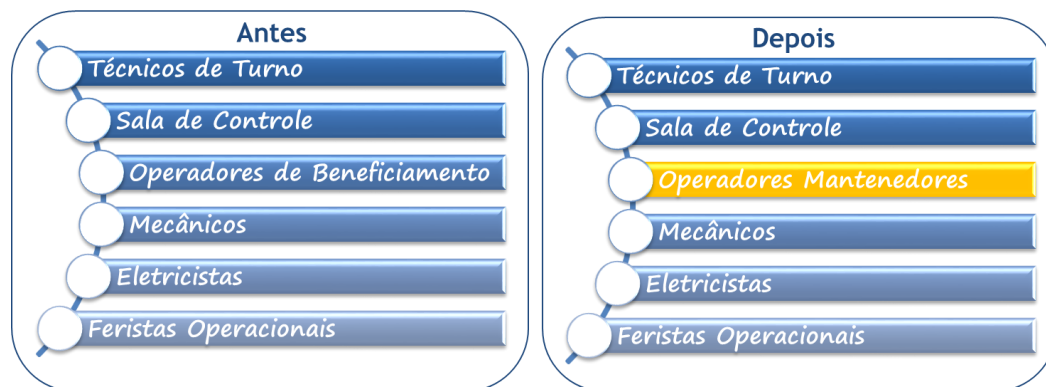 Antes
Técnicos de Turno
Sala de Controle
Operadores de Beneficiamento
Mecânicos
Eletricistas
Feristas Operacionais
Depois
Técnicos de Turno
Sala de Controle
Operadores Mantenedores
Mecânicos
Eletricistas
Feristas Operacionais